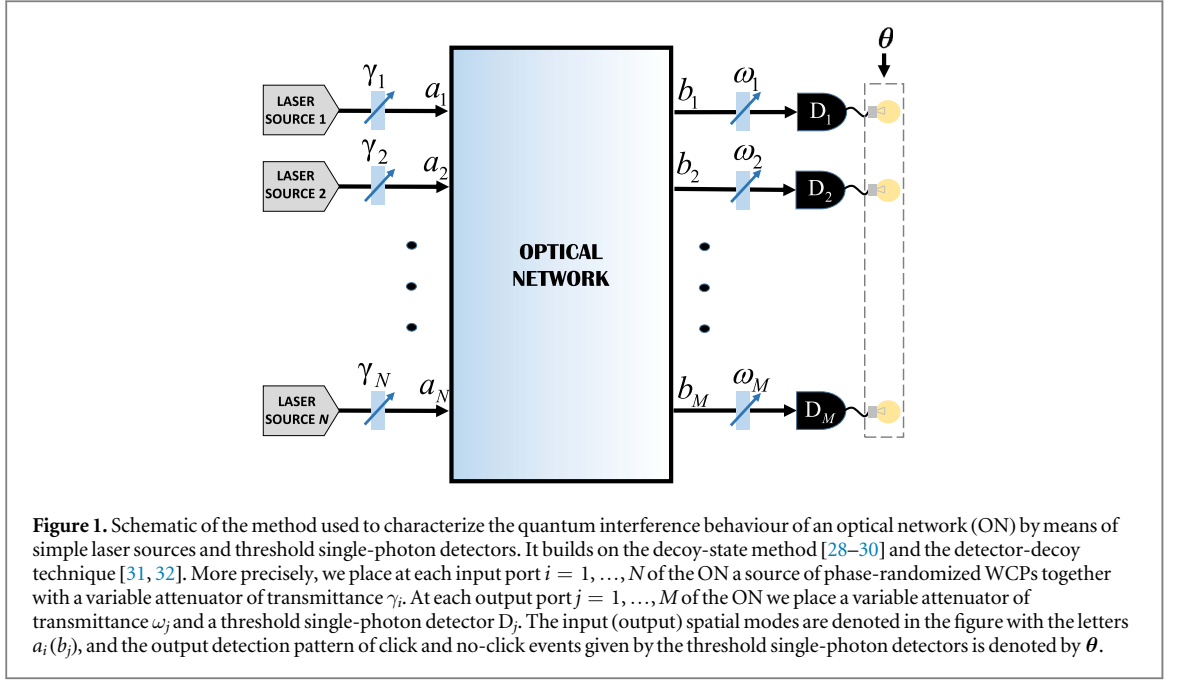 θ
γ1 a1 b1 ω1
LASER
SOURCE 1
D1
γ2 a2 b2 ω2
LASER
SOURCE 2
D2
OPTICAL
NETWORK
γN aN bM ωM
LASER
SOURCE N
DM
Figure 1. Schematic of the method used to characterize the quantum interference behaviour of an optical network (ON) by means of
simple laser sources and threshold single-photon detectors. It builds on the decoy-state method [28–30] and the detector-decoy
technique [31, 32]. More precisely, we place at each input port i = 1, …, N of the ON a source of phase-randomized WCPs together
with a variable attenuator of transmittance γi. At each output port j = 1, …, M of the ON we place a variable attenuator of
transmittance ωj and a threshold single-photon detector Dj. The input (output) spatial modes are denoted in the figure with the letters
ai (bj), and the output detection pattern of click and no-click events given by the threshold single-photon detectors is denoted by θ.